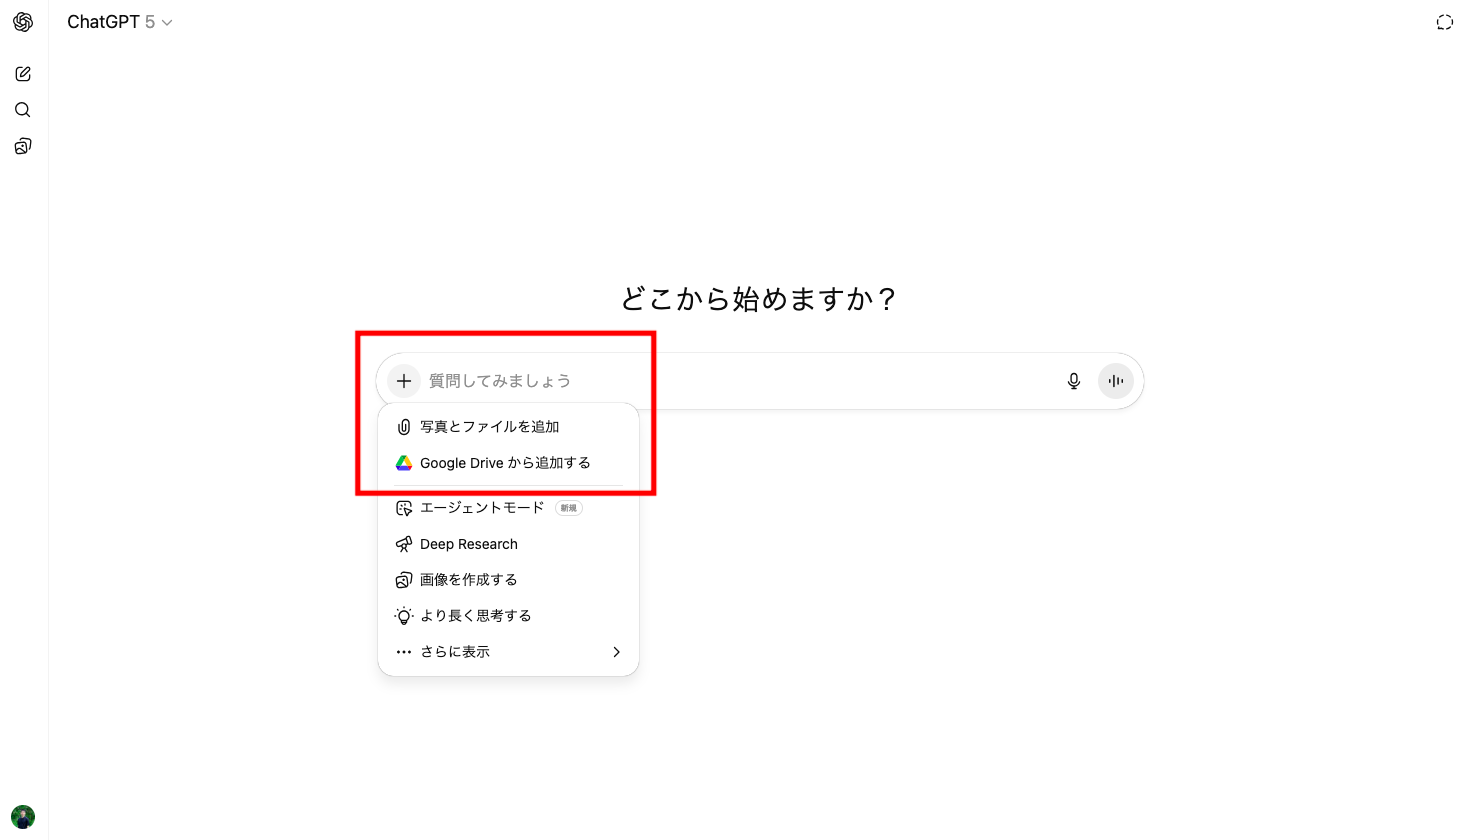 ChatGPT 5
どこから始めますか？
質問してみましょう
写真とファイルを追加
Google Drive から追加する
エージェントモード 新規
Deep Research
画像を作成する
より長く思考する
さらに表示